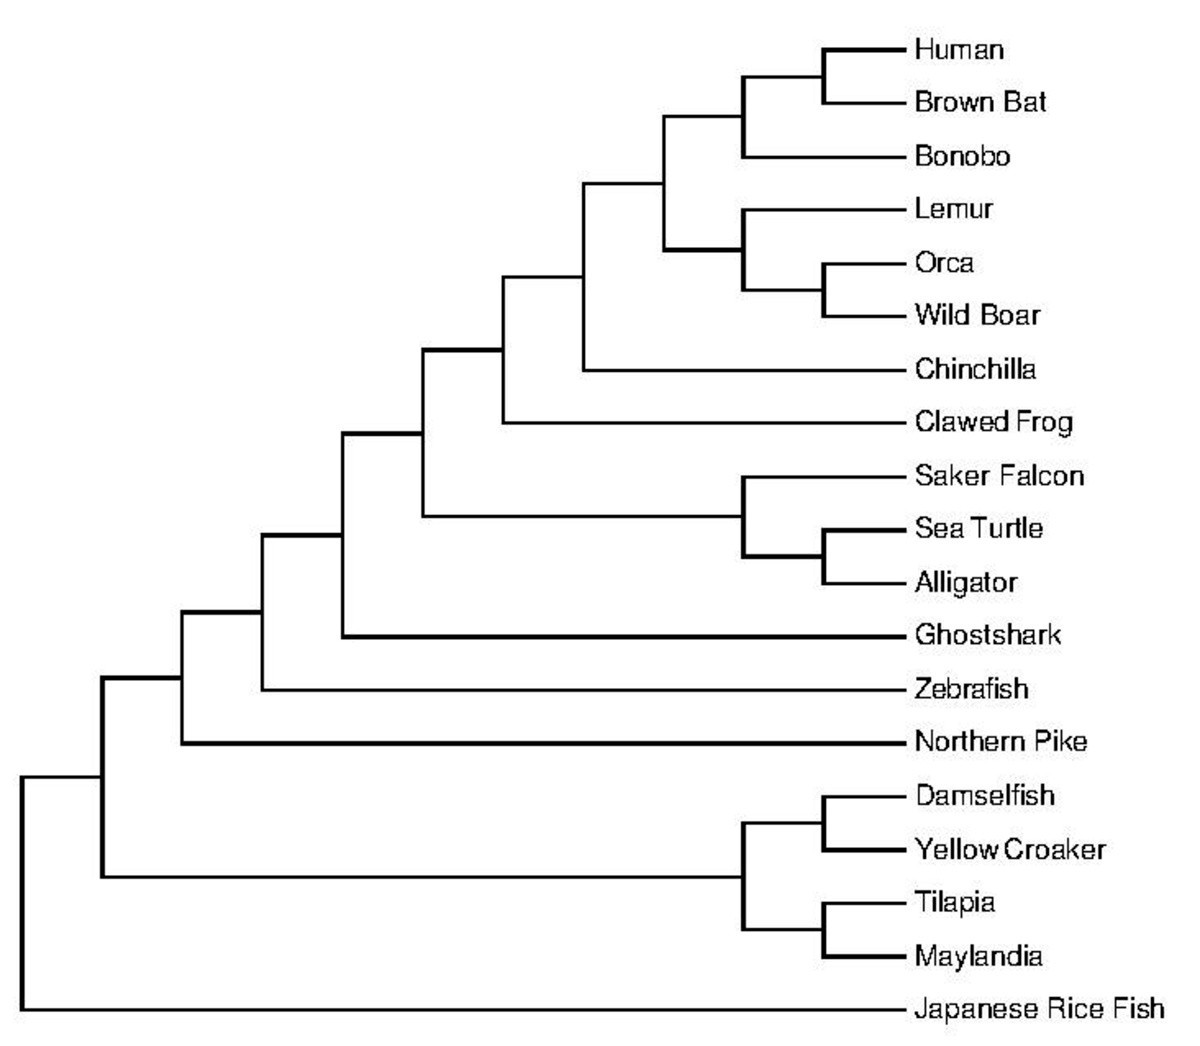 Human
Brown Bat
Bonobo
Lemur
Orca
Wild Boar
Chinchilla
Clawed Frog
Saker Falcon
Sea Turtle
Alligator
Ghostshark
Zebrafish
Northern Pike
Damselfish
Yellow Croaker
Tilapia
Maylandia
Japanese Rice Fish